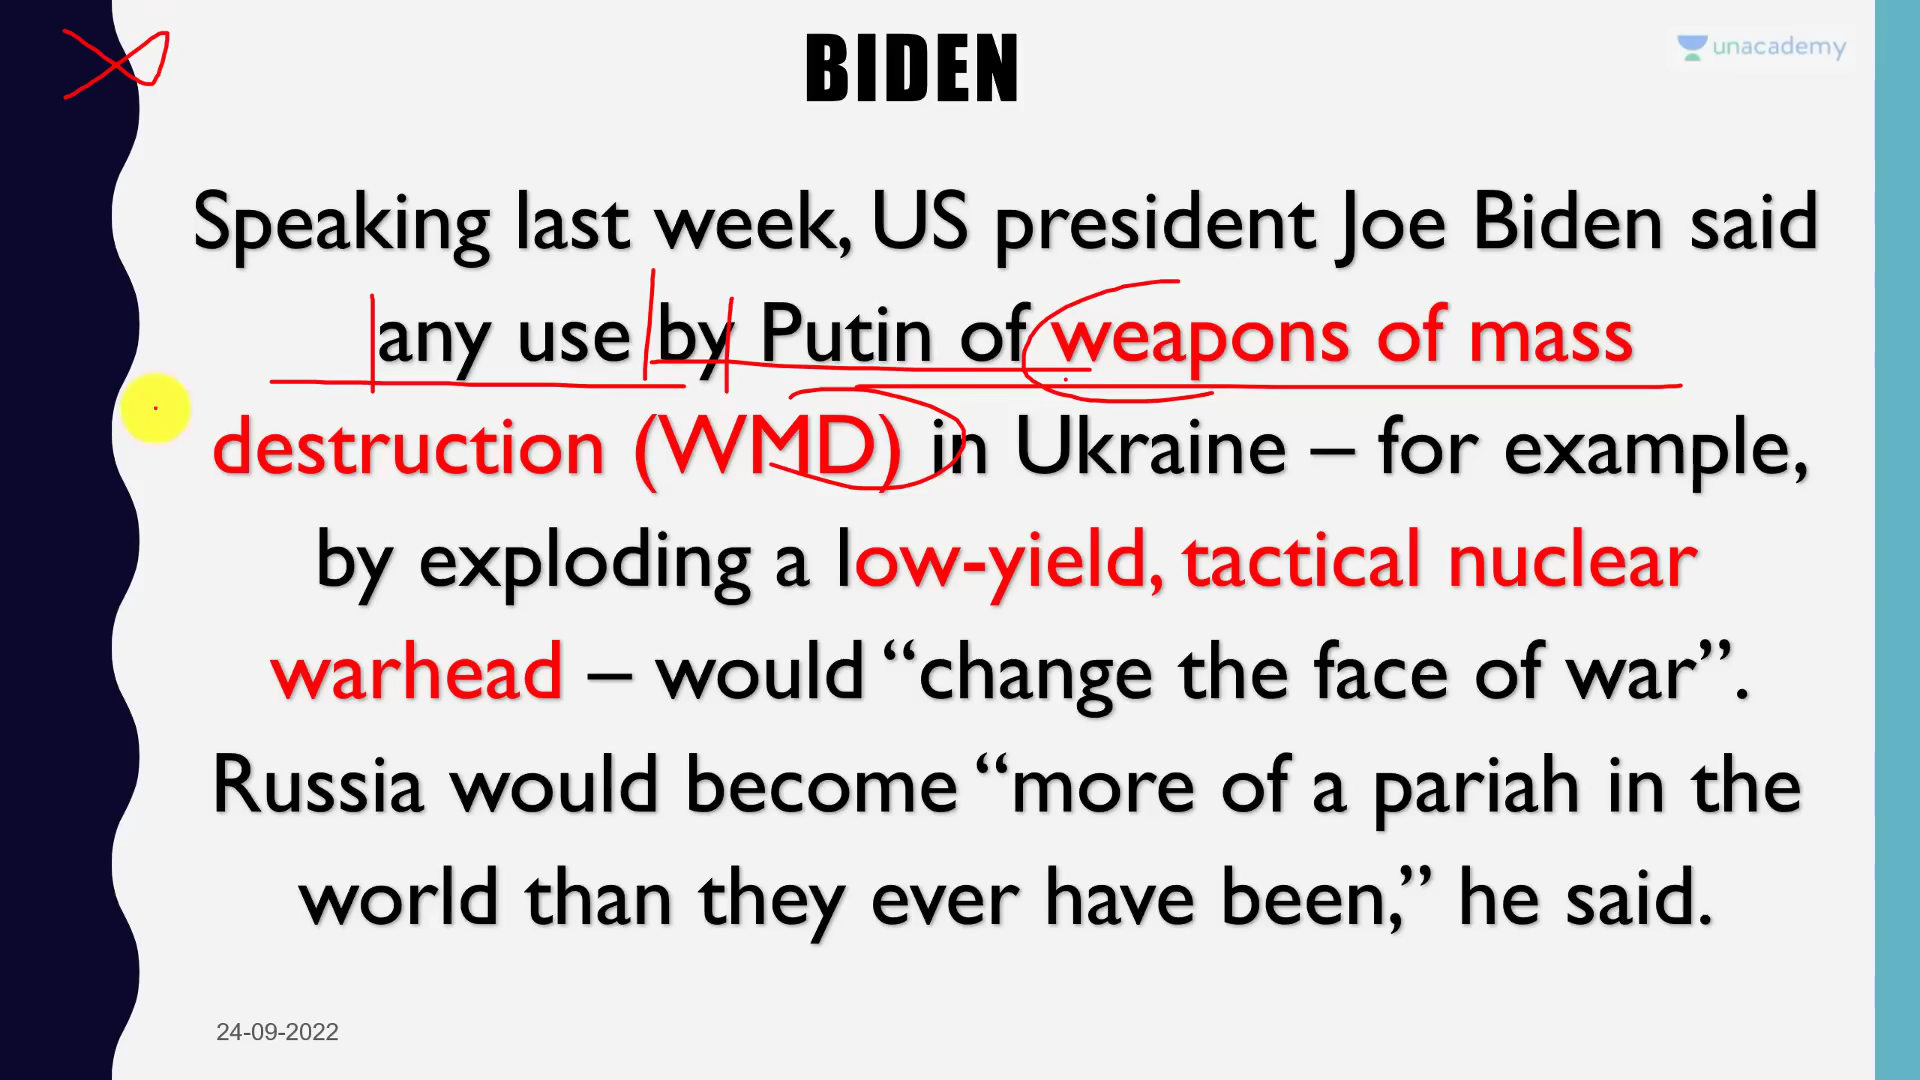 BIDEN
unacademy
Speaking last week, US president Joe Biden said
any use by Putin of weapons of mass
destruction (WMD) in Ukraine – for example,
by exploding a low-yield, tactical nuclear
warhead – would “change the face of war”.
Russia would become “more of a pariah in the
world than they ever have been,” he said.
24-09-2022